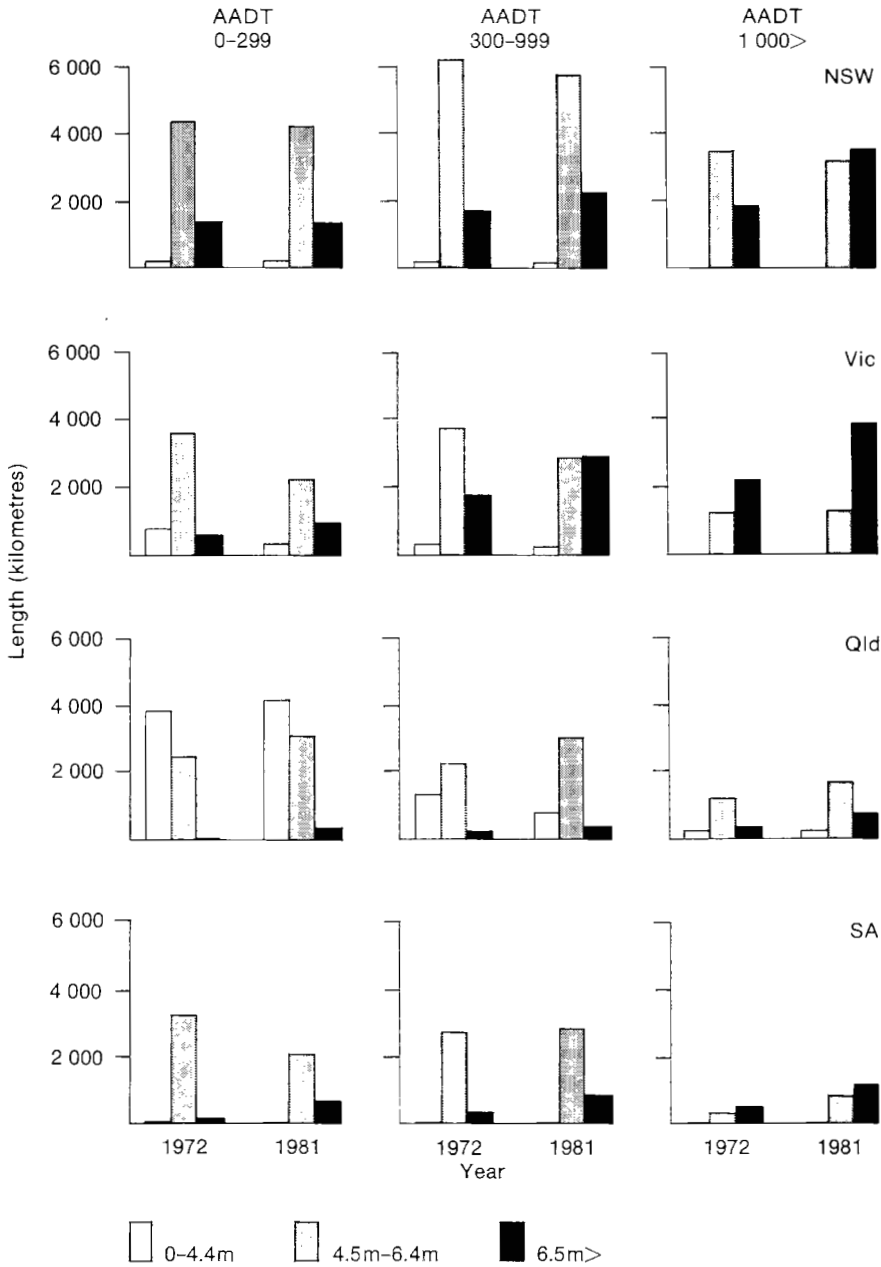 AADT AADT AADT
0–299 300–999 1 000>
NSW
6 000
4 000
2 000
Vic
6 000
4 000
2 000
Length (kilometres)
Qld
6 000
4 000
2 000
SA
6 000
4 000
2 000
1972 1981 1972 1981 1972 1981
Year
0–4.4m 4.5m–6.4m 6.5m>